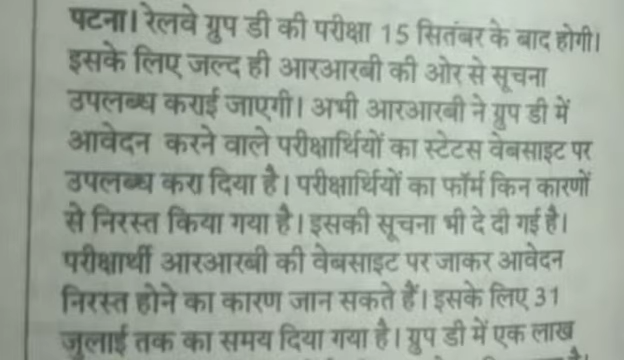 पटना। रेलवे ग्रुप डी की परीक्षा 15 सितंबर के बाद होगी।
इसके लिए जल्द ही आरआरबी की ओर से सूचना
उपलब्ध कराई जाएगी। अभी आरआरबी ने ग्रुप डी में
आवेदन करने वाले परीक्षार्थियों का स्टेटस वेबसाइट पर
उपलब्ध करा दिया है। परीक्षार्थियों का फॉर्म किन कारणों
से निरस्त किया गया है। इसकी सूचना भी दे दी गई है।
परीक्षार्थी आरआरबी की वेबसाइट पर जाकर आवेदन
निरस्त होने का कारण जान सकते हैं। इसके लिए 31
जुलाई तक का समय दिया गया है। ग्रुप डी में एक लाख